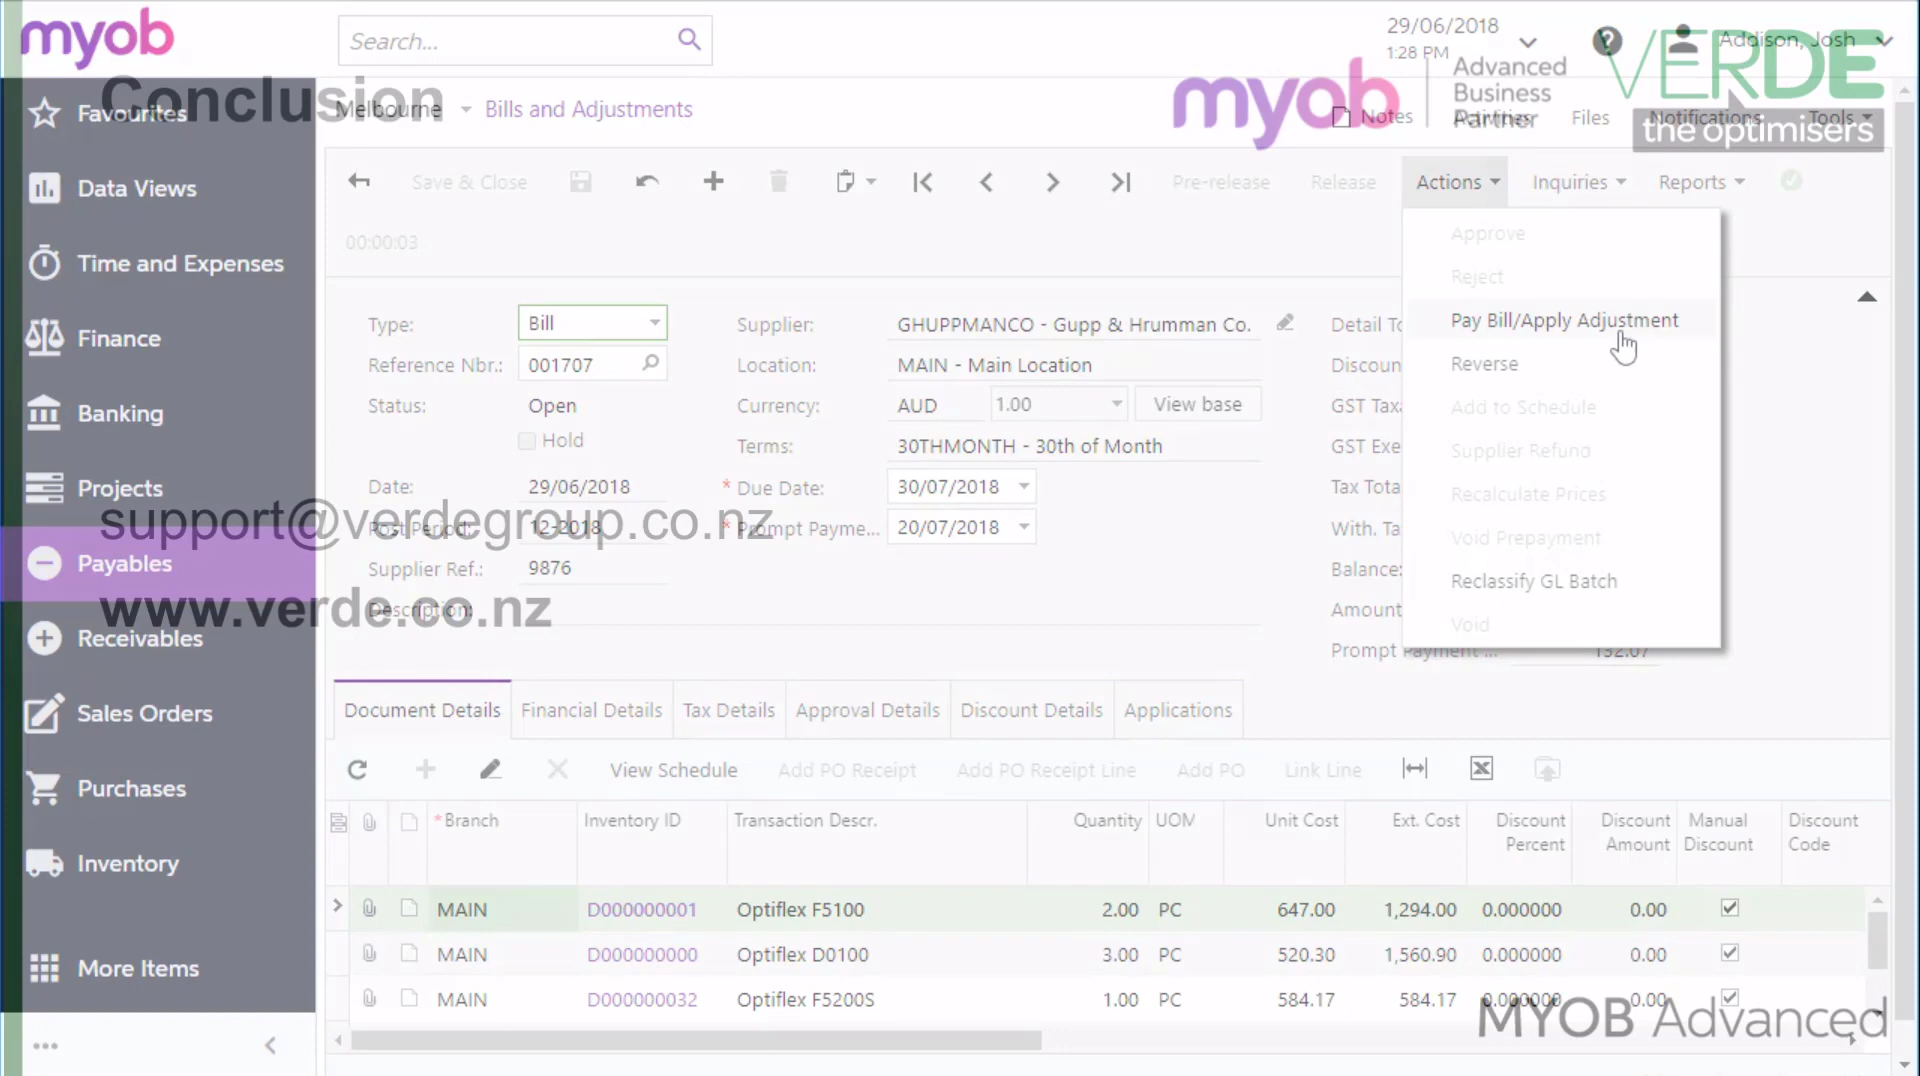 myob
Search...
29/06/2018
1:28 PM
Addison, Josh
VERDE
the optimisers
myob
Advanced
Business
Partner
Conclusion
Melbourne
Bills and Adjustments
Notes
Activities
Files
Notifications
Tools
Favourites
Data Views
Time and Expenses
Finance
Banking
Projects
Payables
Receivables
Sales Orders
Purchases
Inventory
More Items
Save & Close
Pre-release
Release
Actions
Inquiries
Reports
00:00:03
Approve
Reject
Pay Bill/Apply Adjustment
Reverse
Add to Schedule
Supplier Refund
Recalculate Prices
Void Prepayment
Reclassify GL Batch
Void
Type:
Bill
Supplier:
GHUPPMANCO - Gupp & Hrumman Co.
Reference Nbr.:
001707
Location:
MAIN - Main Location
Status:
Open
Currency:
AUD
1.00
View base
Hold
Terms:
30THMONTH - 30th of Month
Date:
29/06/2018
* Due Date:
30/07/2018
Post Period:
12-2018
* Prompt Payme...
20/07/2018
Supplier Ref.:
9876
Description:
Detail To
Discoun
GST Tax
GST Exe
Tax Tota
With. Ta
Balance:
Amount
Prompt Payment ...
132.07
support@verdegroup.co.nz
www.verde.co.nz
Document Details
Financial Details
Tax Details
Approval Details
Discount Details
Applications
View Schedule
Add PO Receipt
Add PO Receipt Line
Add PO
Link Line
* Branch Inventory ID Transaction Descr. Quantity UOM Unit Cost Ext. Cost Discount Percent Discount Amount Manual Discount Discount Code
MAIN D000000001 Optiflex F5100 2.00 PC 647.00 1,294.00 0.000000 0.00
MAIN D000000000 Optiflex D0100 3.00 PC 520.30 1,560.90 0.000000 0.00
MAIN D000000032 Optiflex F5200S 1.00 PC 584.17 584.17 0.000000 0.00
MYOB Advanced